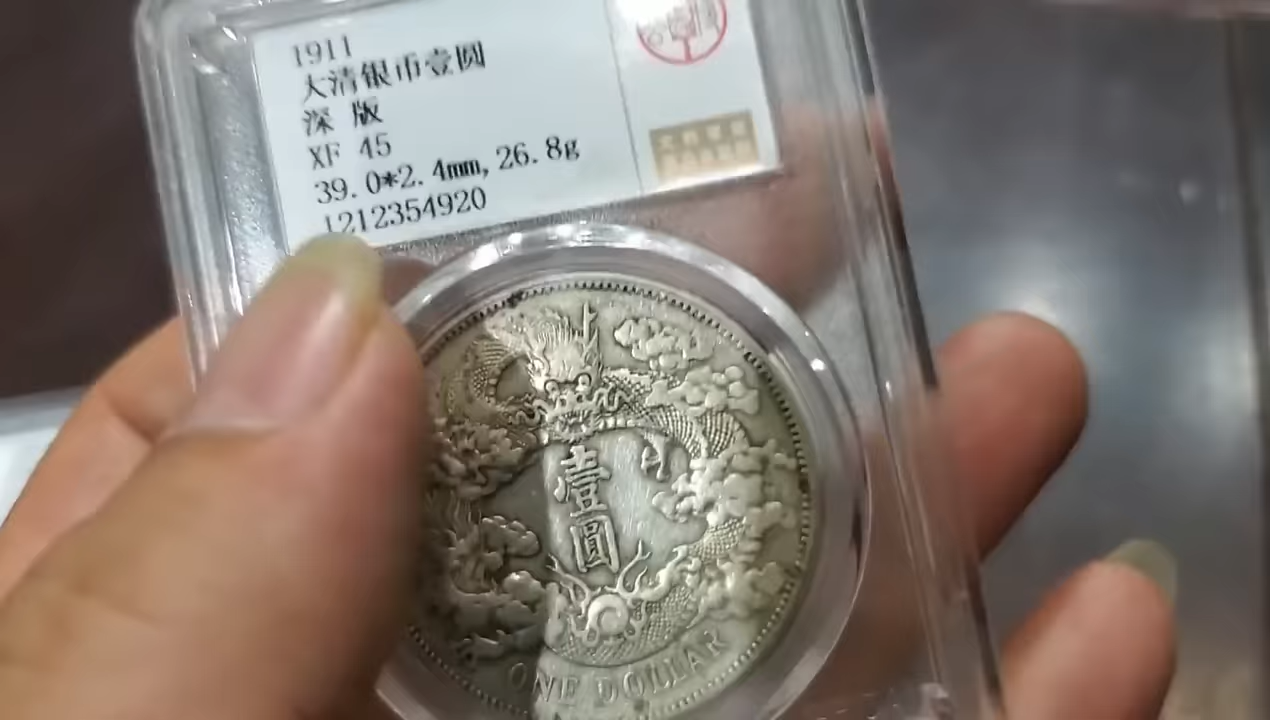 1911
大清银币壹圆
深 版
XF 45
39.0*2.4mm, 26.8g
1212354920
壹
圓
ONE DOLLAR